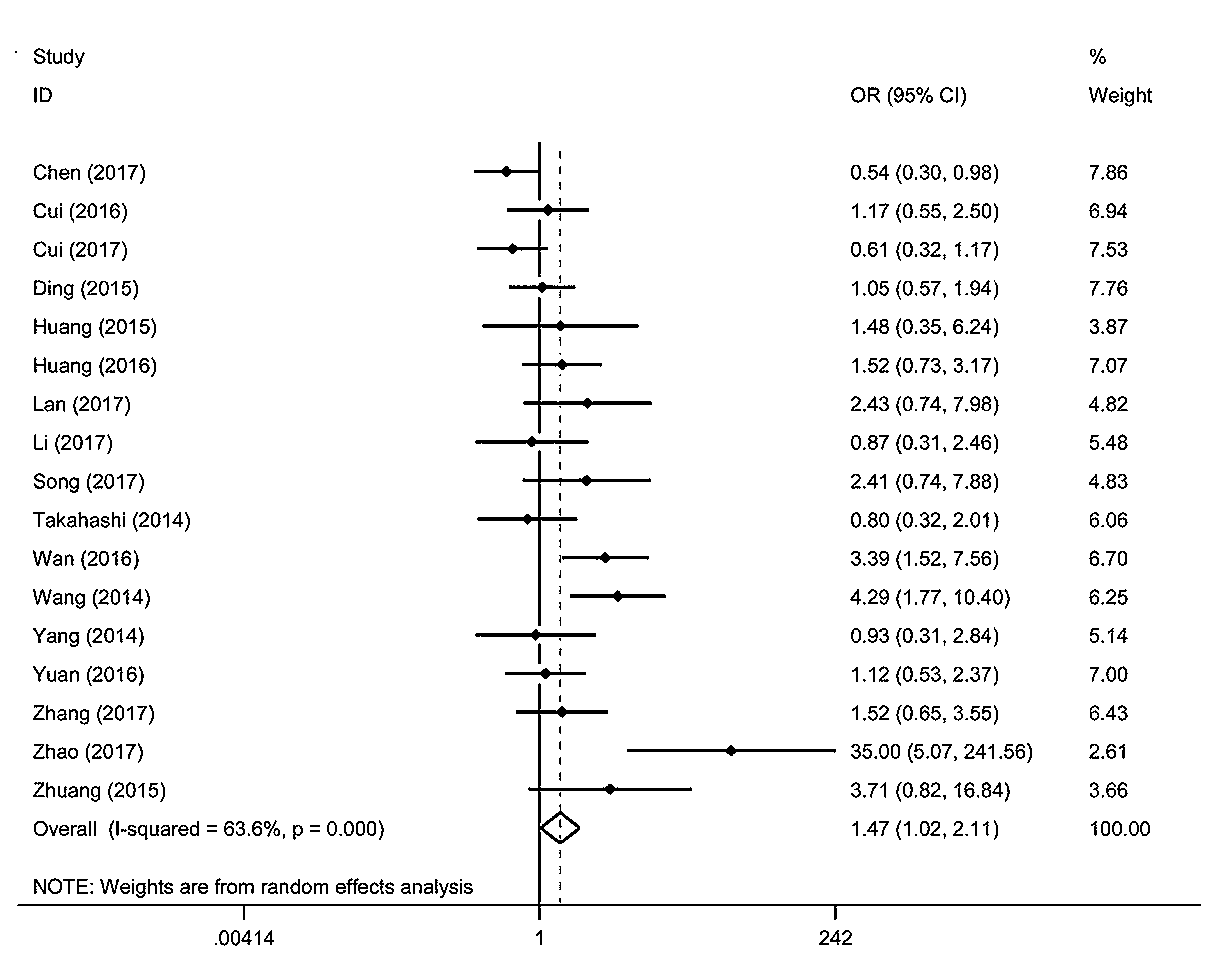 Study %
ID OR (95% CI) Weight
Chen (2017) 0.54 (0.30, 0.98) 7.86
Cui (2016) 1.17 (0.55, 2.50) 6.94
Cui (2017) 0.61 (0.32, 1.17) 7.53
Ding (2015) 1.05 (0.57, 1.94) 7.76
Huang (2015) 1.48 (0.35, 6.24) 3.87
Huang (2016) 1.52 (0.73, 3.17) 7.07
Lan (2017) 2.43 (0.74, 7.98) 4.82
Li (2017) 0.87 (0.31, 2.46) 5.48
Song (2017) 2.41 (0.74, 7.88) 4.83
Takahashi (2014) 0.80 (0.32, 2.01) 6.06
Wan (2016) 3.39 (1.52, 7.56) 6.70
Wang (2014) 4.29 (1.77, 10.40) 6.25
Yang (2014) 0.93 (0.31, 2.84) 5.14
Yuan (2016) 1.12 (0.53, 2.37) 7.00
Zhang (2017) 1.52 (0.65, 3.55) 6.43
Zhao (2017) 35.00 (5.07, 241.56) 2.61
Zhuang (2015) 3.71 (0.82, 16.84) 3.66
Overall (I-squared = 63.6%, p = 0.000) 1.47 (1.02, 2.11) 100.00
NOTE: Weights are from random effects analysis
.00414 1 242